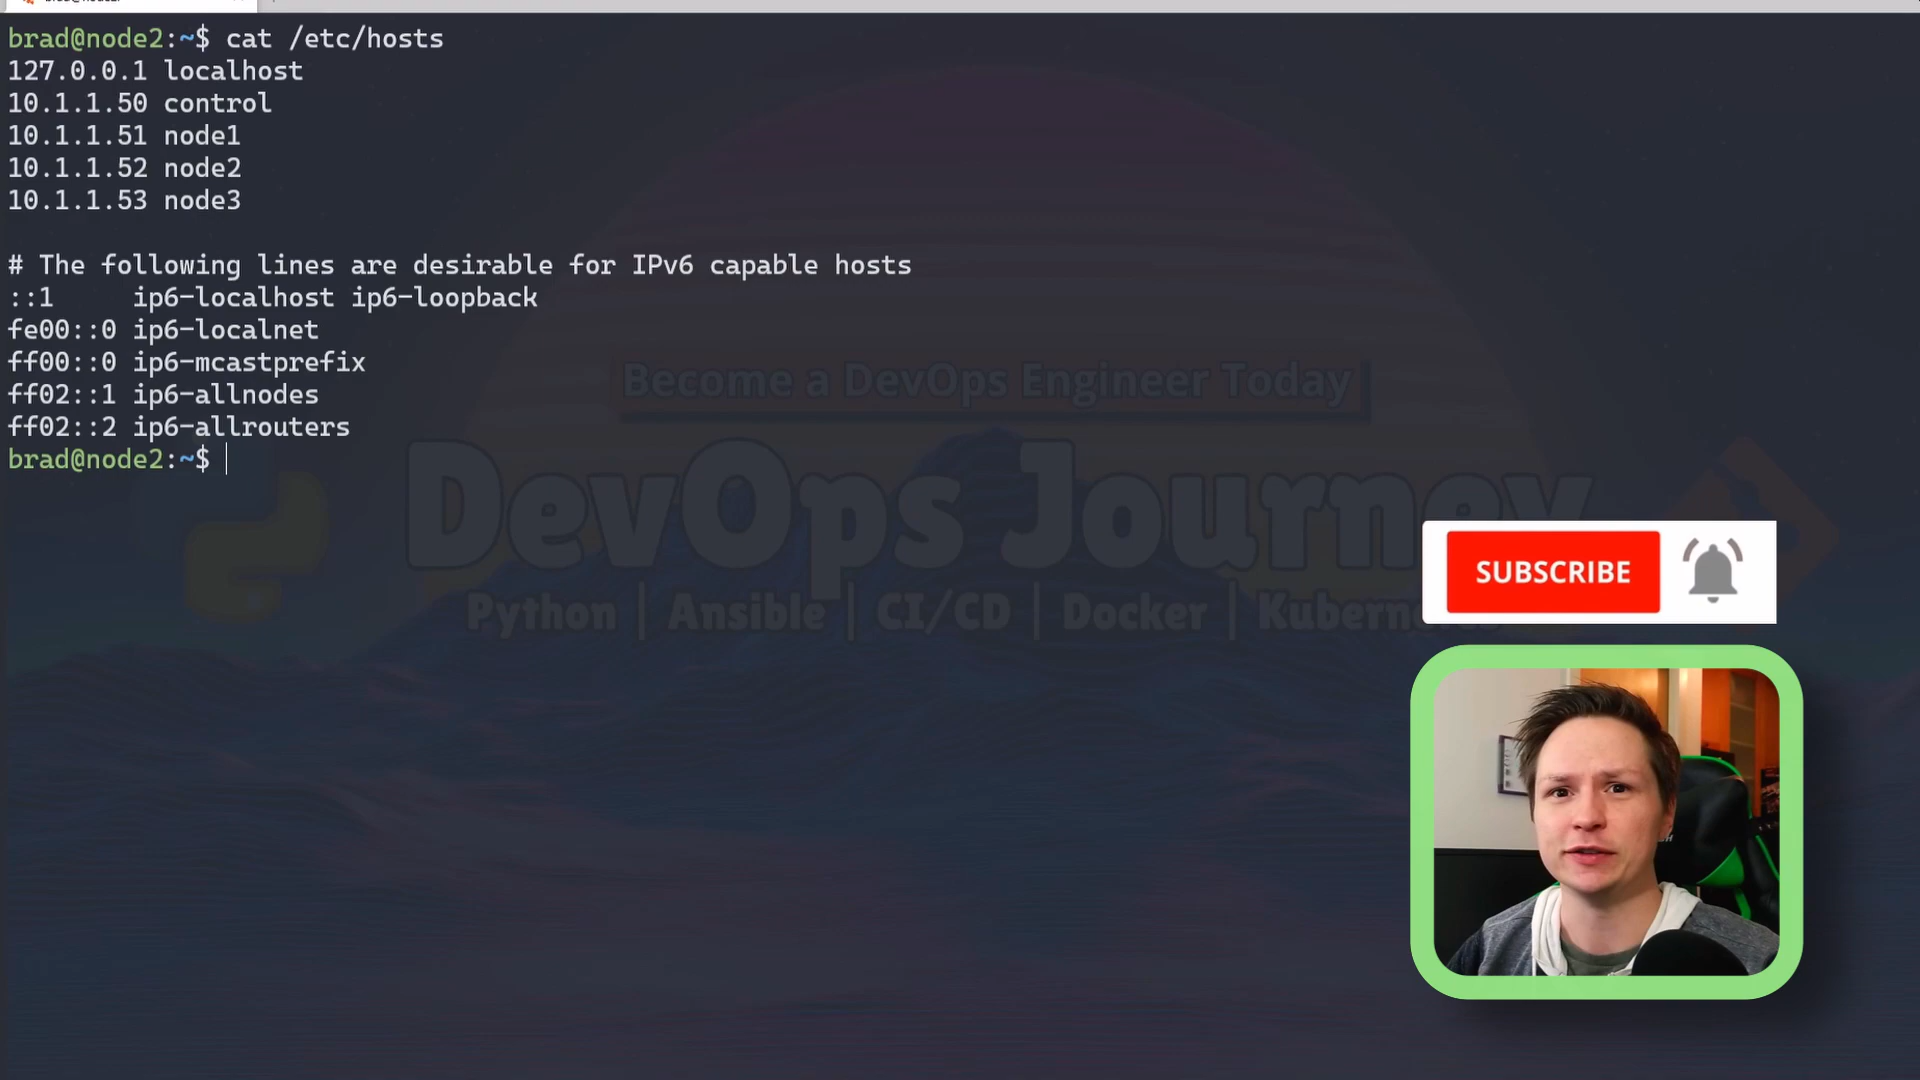 brad@node2:~$ cat /etc/hosts
127.0.0.1 localhost
10.1.1.50 control
10.1.1.51 node1
10.1.1.52 node2
10.1.1.53 node3
# The following lines are desirable for IPv6 capable hosts
::1     ip6-localhost ip6-loopback
fe00::0 ip6-localnet
ff00::0 ip6-mcastprefix
ff02::1 ip6-allnodes
ff02::2 ip6-allrouters
brad@node2:~$
Become a DevOps Engineer Today
DevOps Journey
Python | Ansible | CI/CD | Docker |
SUBSCRIBE